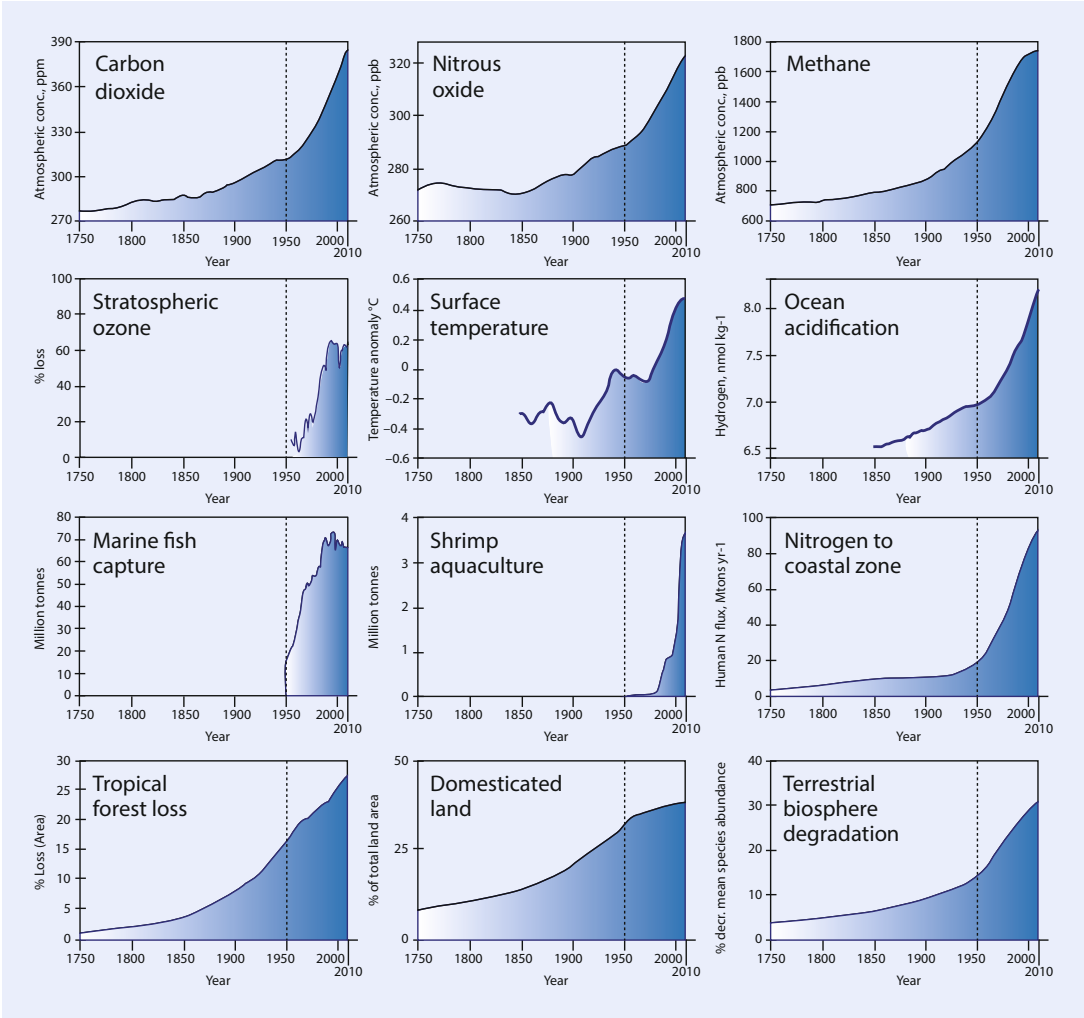 Carbon
dioxide
Atmospheric conc., ppm
390
360
330
300
270
1750 1800 1850 1900 1950 2000 2010
Year
Nitrous
oxide
Atmospheric conc., ppb
320
300
280
260
1750 1800 1850 1900 1950 2000 2010
Year
Methane
Atmospheric conc., ppb
1800
1600
1400
1200
1000
800
600
1750 1800 1850 1900 1950 2000 2010
Year
Stratospheric
ozone
% loss
100
80
60
40
20
0
1750 1800 1850 1900 1950 2000 2010
Year
Surface
temperature
Temperature anomaly °C
0.6
0.4
0.2
0
−0.2
−0.4
−0.6
1750 1800 1850 1900 1950 2000 2010
Year
Ocean
acidification
Hydrogen, nmol kg-1
8.0
7.5
7.0
6.5
1750 1800 1850 1900 1950 2000 2010
Year
Marine fish
capture
Million tonnes
80
70
60
50
40
30
20
10
0
1750 1800 1850 1900 1950 2000 2010
Year
Shrimp
aquaculture
Million tonnes
4
3
2
1
0
1750 1800 1850 1900 1950 2000 2010
Year
Nitrogen to
coastal zone
Human N flux, Mtons yr-1
100
80
60
40
20
0
1750 1800 1850 1900 1950 2000 2010
Year
Tropical
forest loss
% Loss (Area)
30
25
20
15
10
5
0
1750 1800 1850 1900 1950 2000 2010
Year
Domesticated
land
% of total land area
50
25
0
1750 1800 1850 1900 1950 2000 2010
Year
Terrestrial
biosphere
degradation
% decr. mean species abundance
40
30
20
10
0
1750 1800 1850 1900 1950 2000 2010
Year